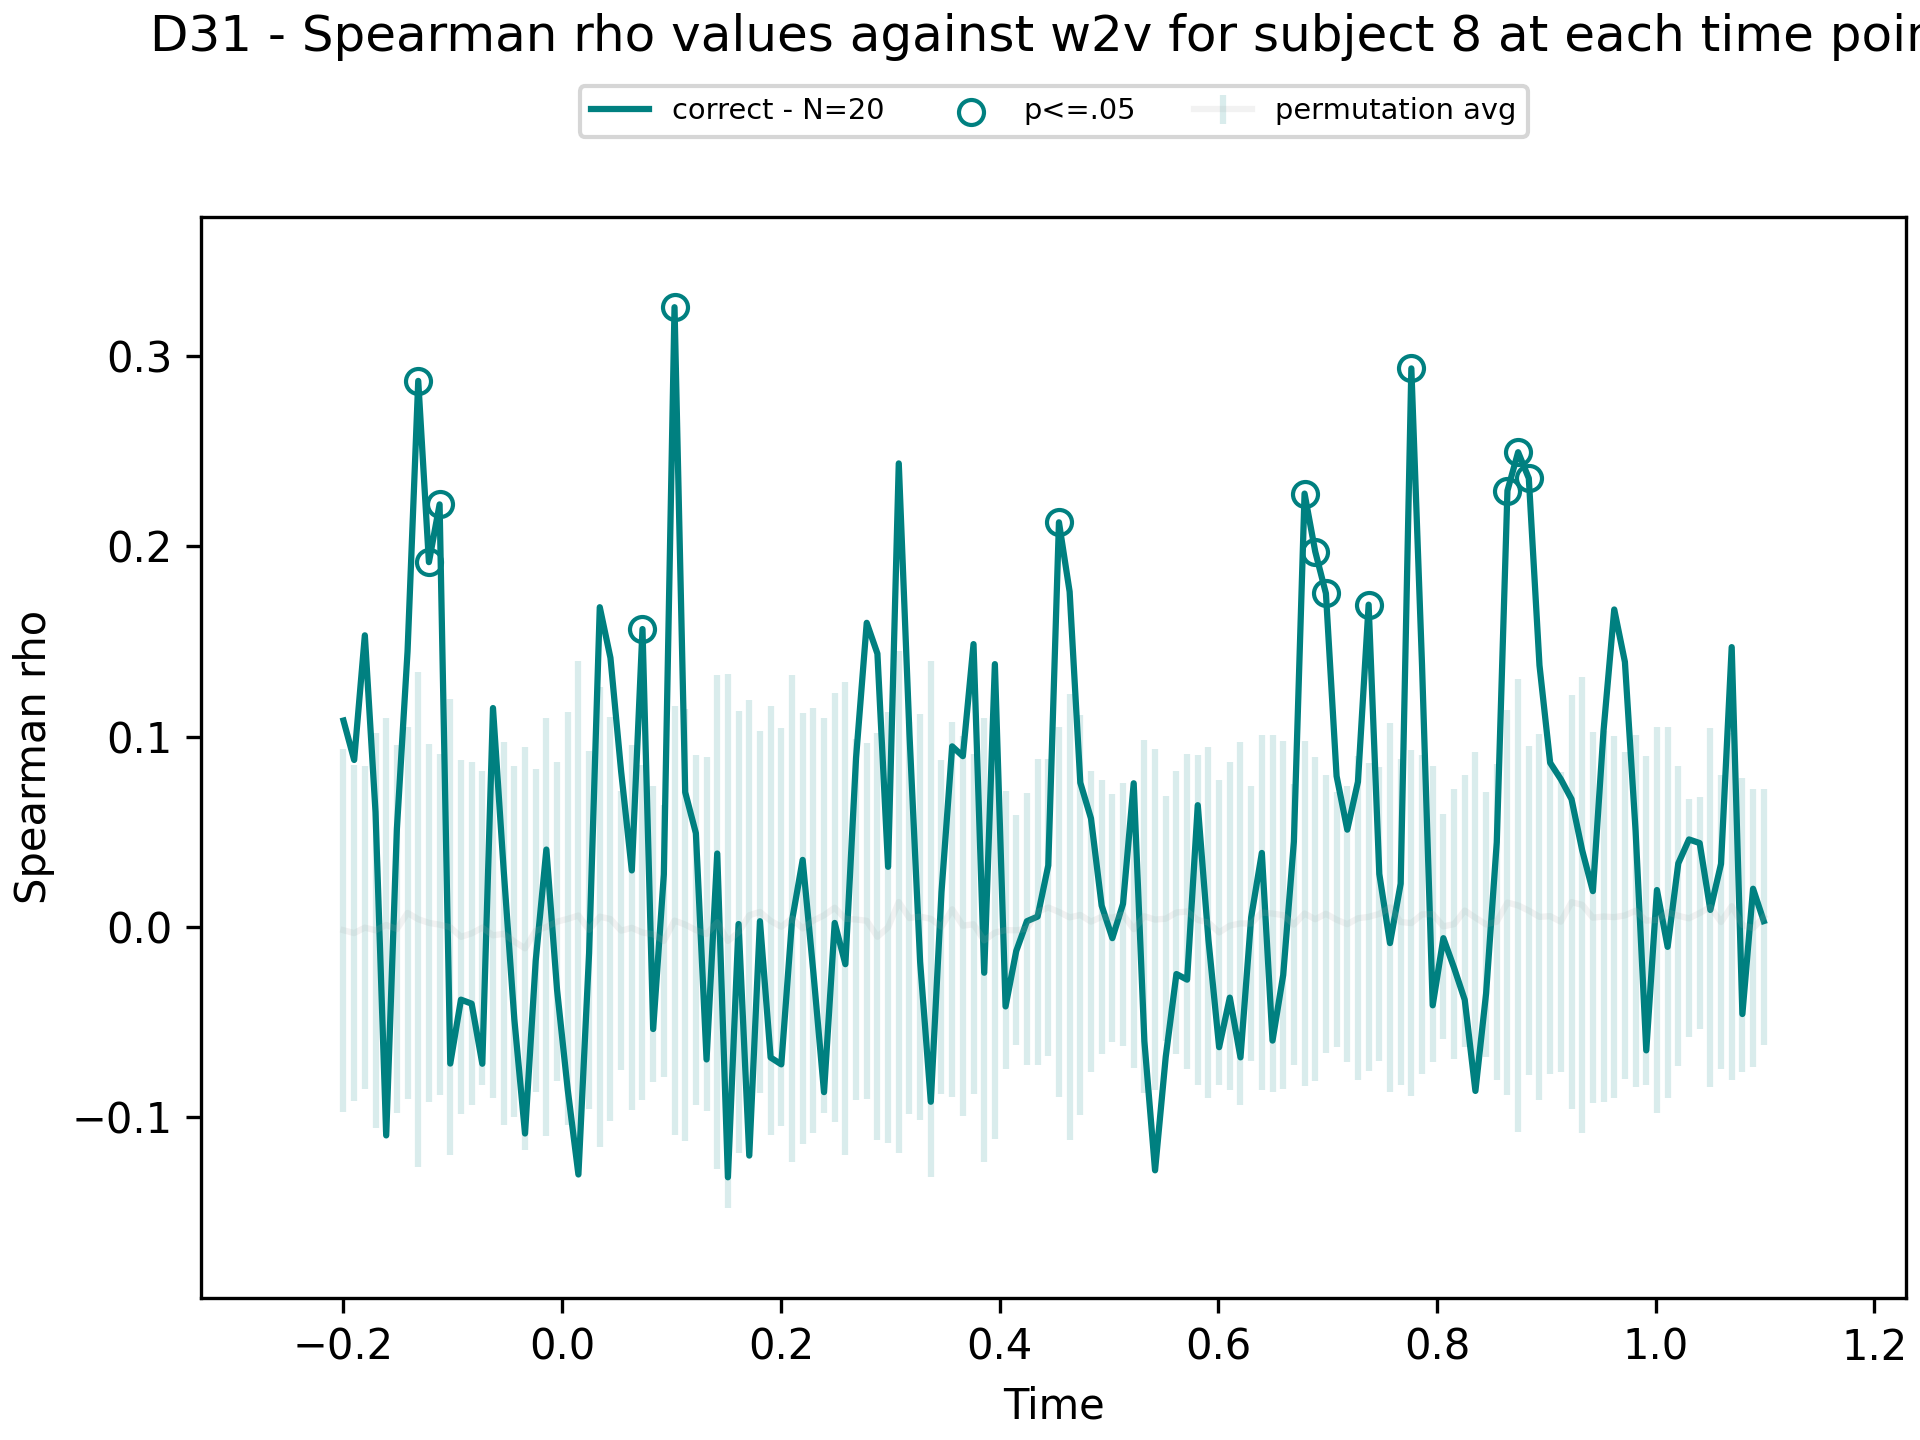 D31 - Spearman rho values against w2v for subject 8 at each time
correct - N=20
p<=.05
permutation avg
0.3
0.2
0.1
0.0
−0.1
Spearman rho
−0.2
0.0
0.2
0.4
0.6
0.8
1.0
1.2
Time